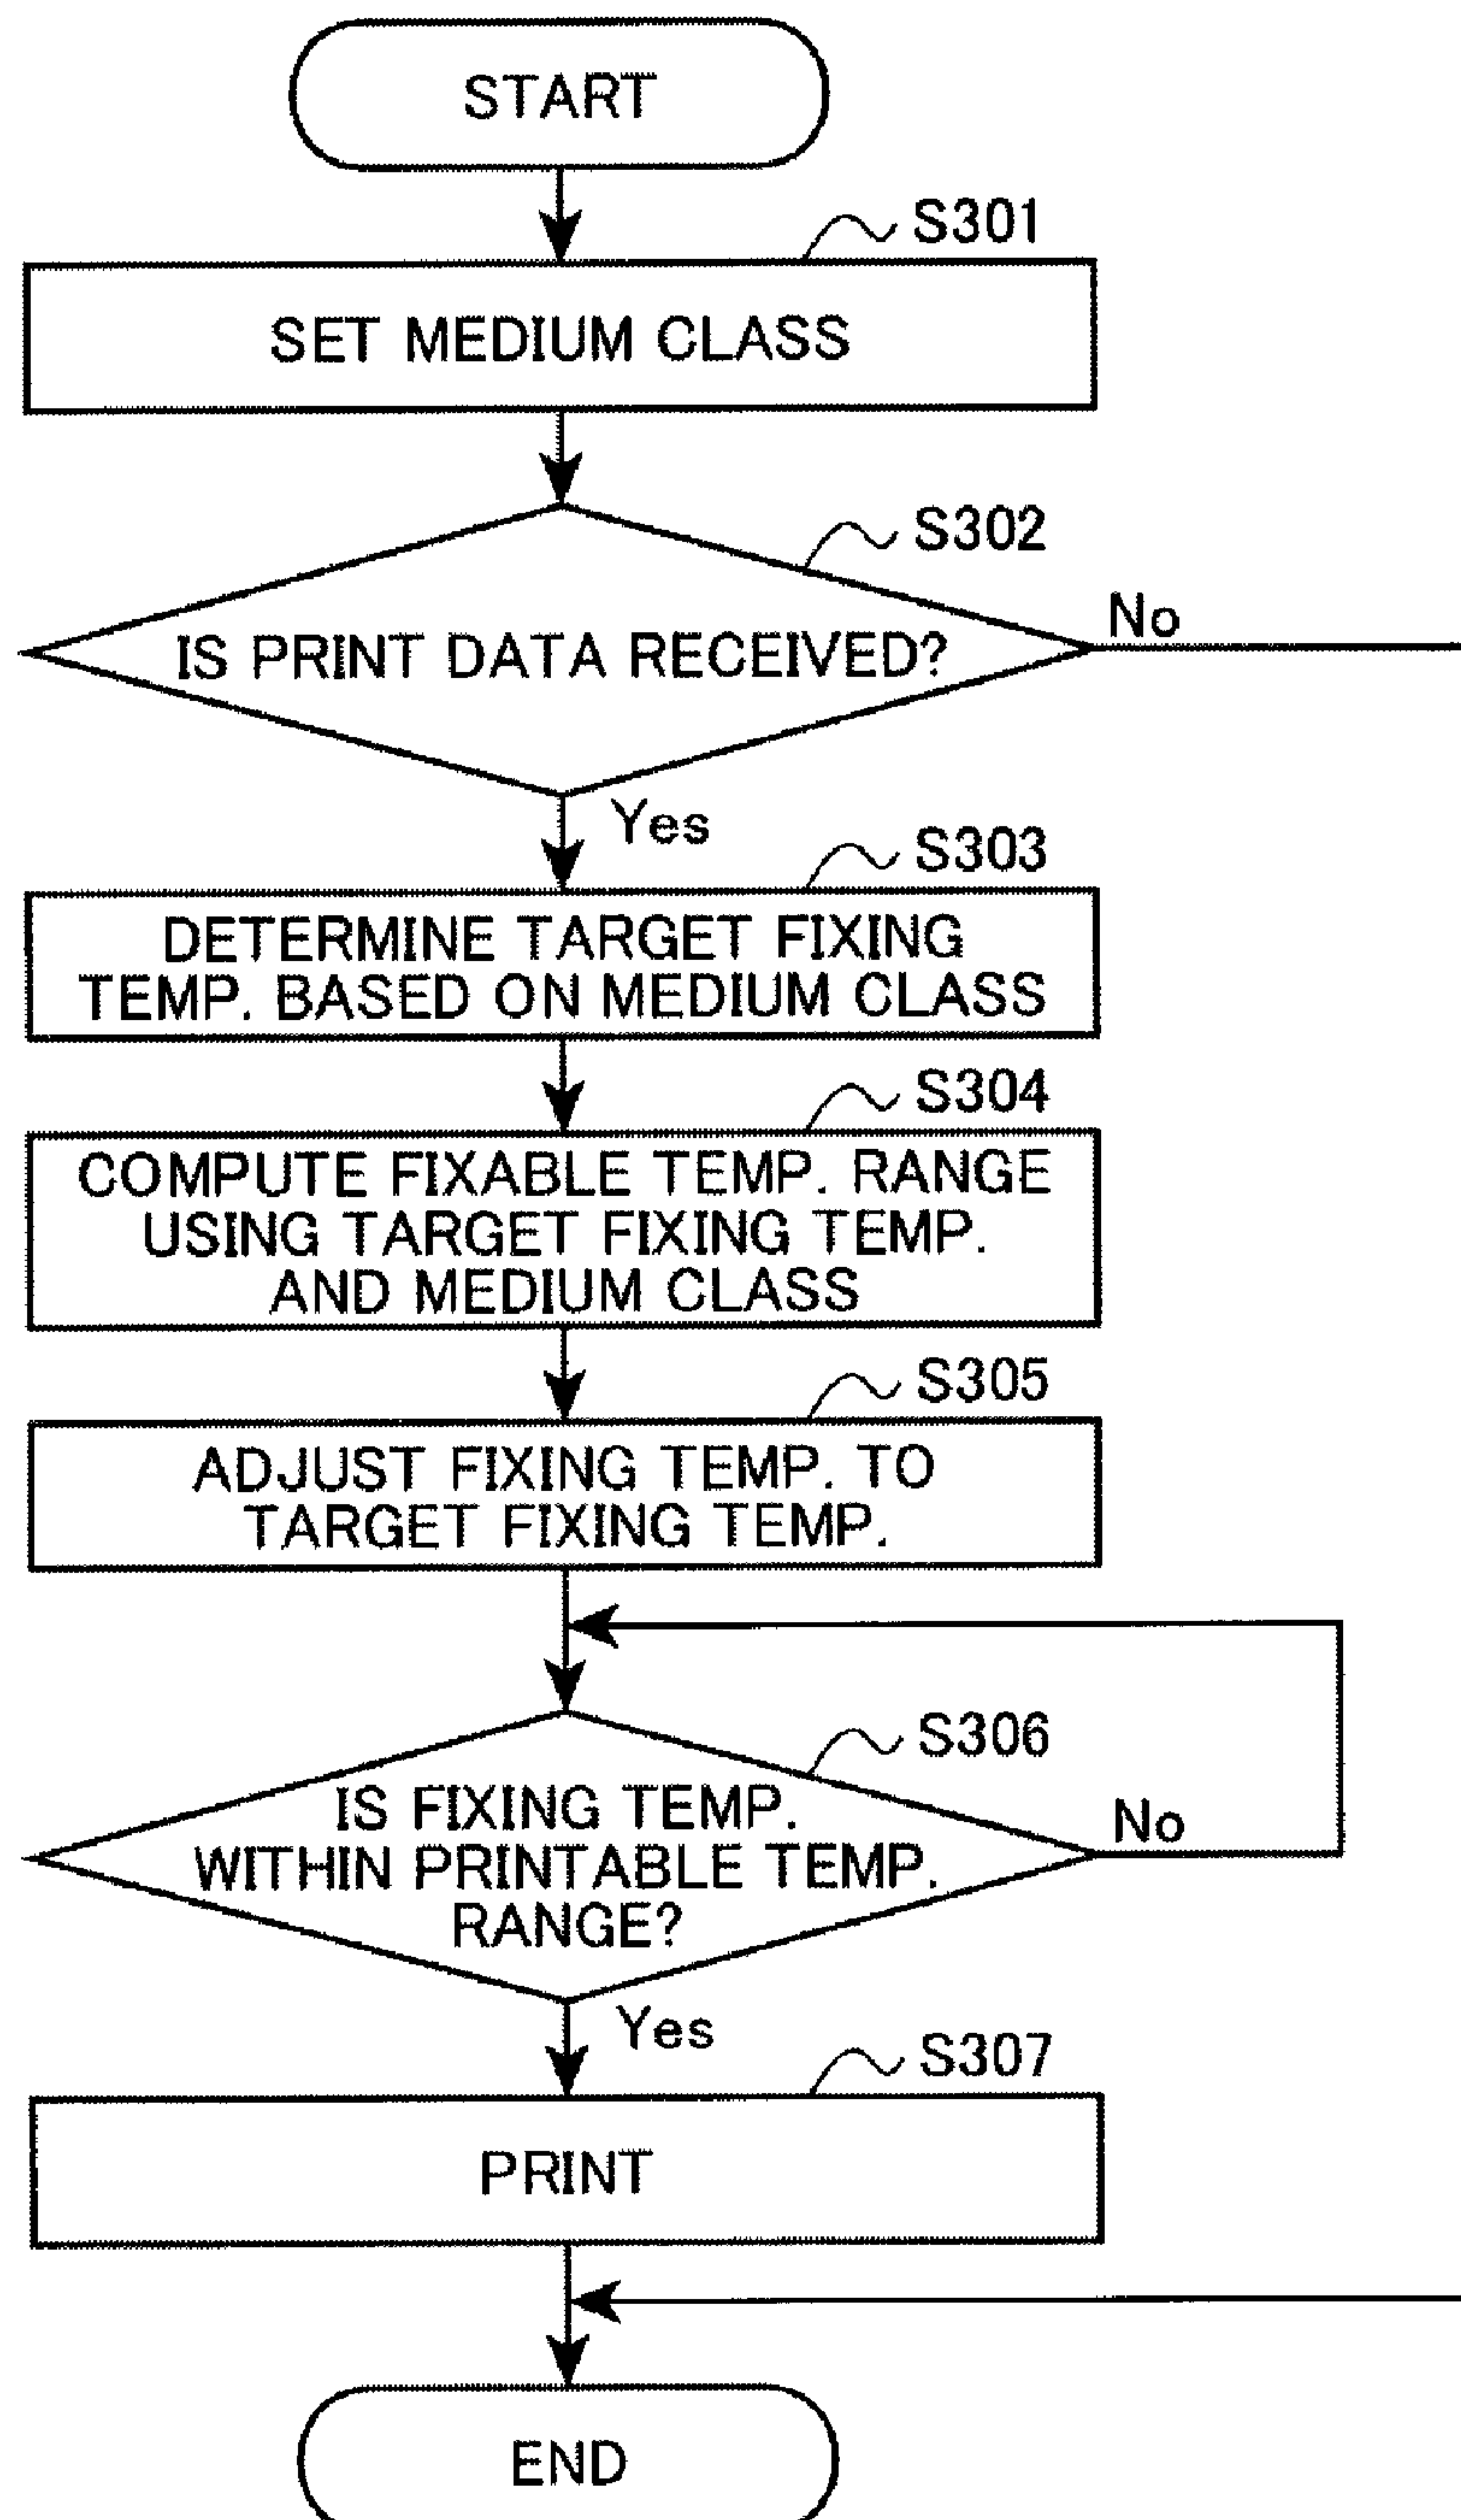 START
S301
SET MEDIUM CLASS
S302
IS PRINT DATA RECEIVED?
No
Yes
S303
DETERMINE TARGET FIXING
TEMP. BASED ON MEDIUM CLASS
S304
COMPUTE FIXABLE TEMP. RANGE
USING TARGET FIXING TEMP.
AND MEDIUM CLASS
S305
ADJUST FIXING TEMP. TO
TARGET FIXING TEMP.
S306
IS FIXING TEMP.
WITHIN PRINTABLE TEMP.
RANGE?
No
Yes
S307
PRINT
END